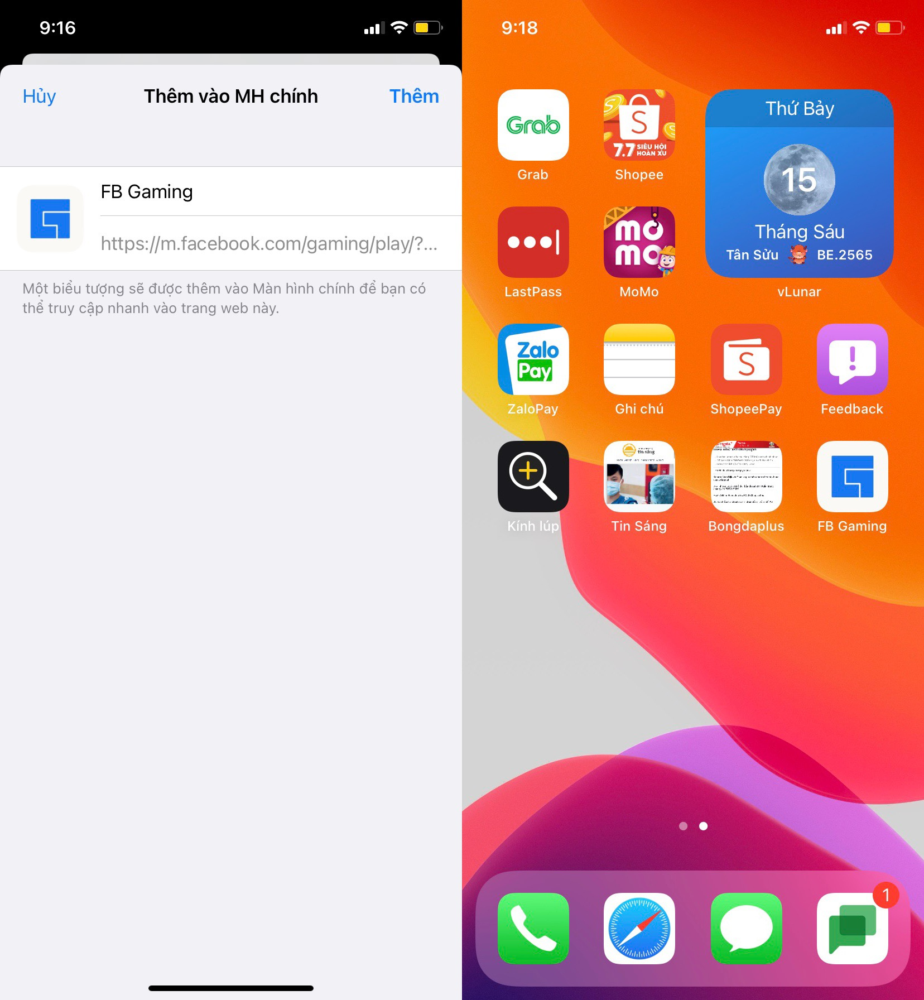 9:16
Hủy
Thêm vào MH chính
Thêm
FB Gaming
https://m.facebook.com/gaming/play/?...
Một biểu tượng sẽ được thêm vào Màn hình chính để bạn có
thể truy cập nhanh vào trang web này.
9:18
Grab
S
7.7 SIÊU HỘI
HOÀN XU
Thứ Bảy
15
Tháng Sáu
Tân Sửu
BE.2565
Grab
Shopee
mo
mo
LastPass
MoMo
vLunar
Zalo
Pay
S
ZaloPay
Ghi chú
ShopeePay
Feedback
tin sáng
Kính lúp
Tin Sáng
Bongdaplus
FB Gaming
1